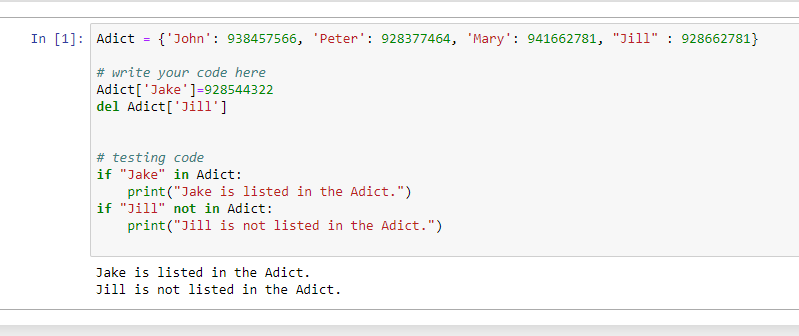 In [1]: Adict = {'John': 938457566, 'Peter': 928377464, 'Mary': 941662781, "Jill" : 928662781}
# write your code here
Adict['Jake']=928544322
del Adict['Jill']
# testing code
if "Jake" in Adict:
print("Jake is listed in the Adict.")
if "Jill" not in Adict:
print("Jill is not listed in the Adict.")
Jake is listed in the Adict.
Jill is not listed in the Adict.